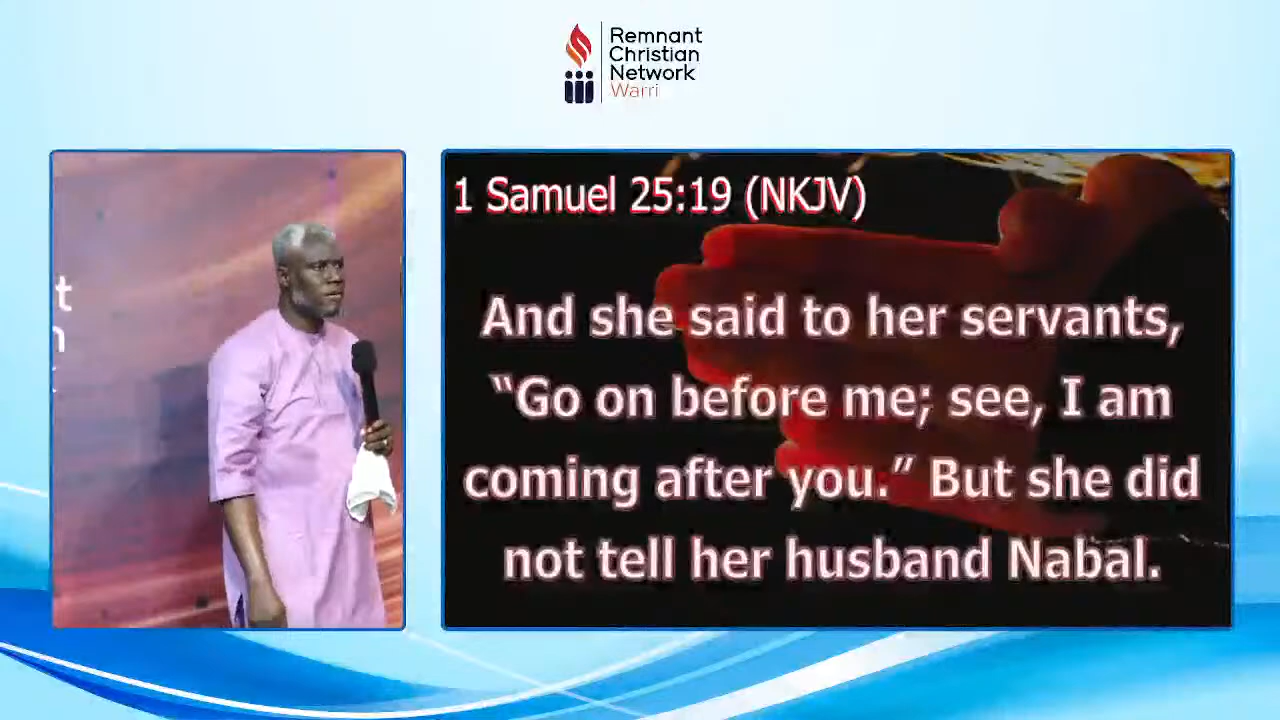 Remnant
Christian
Network
Warri
t
n
1 Samuel 25:19 (NKJV)
And she said to her servants,
“Go on before me; see, I am
coming after you.” But she did
not tell her husband Nabal.